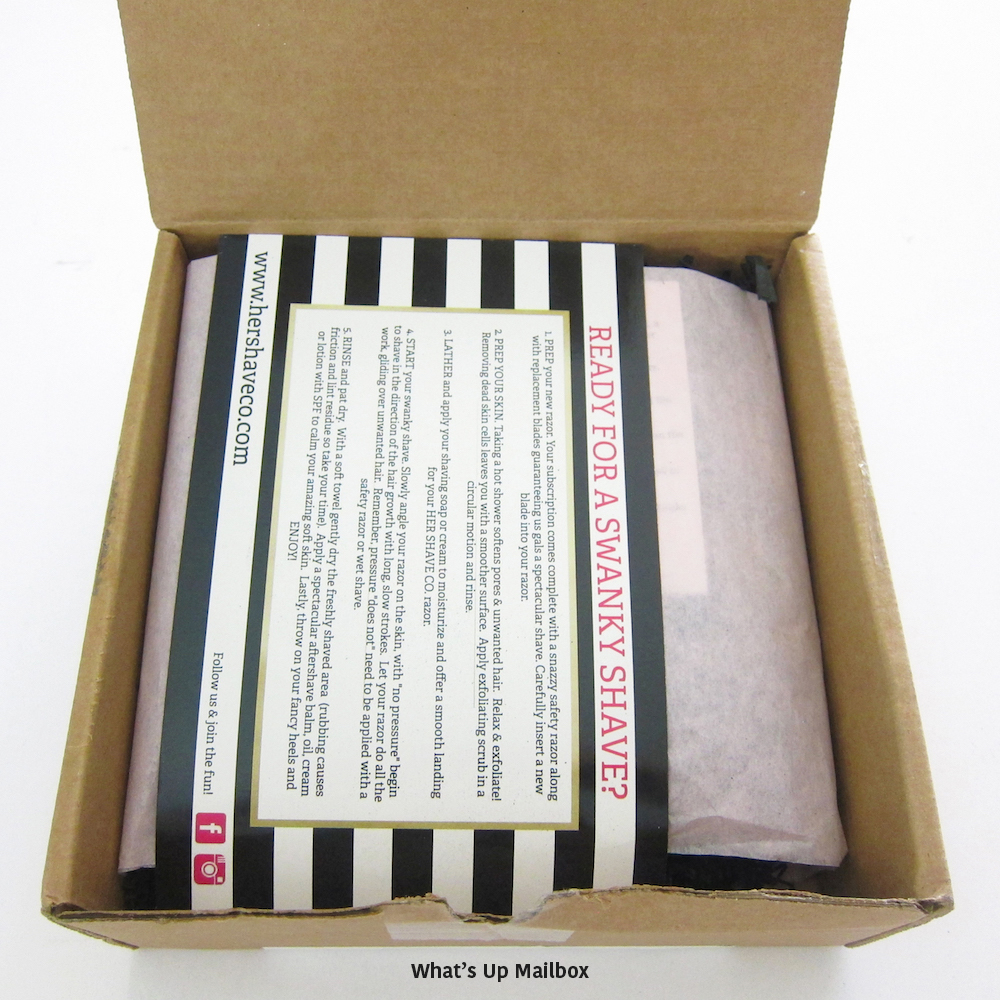 READY FOR A SWANKY SHAVE?
1. PREP your new razor. Your subscription comes complete with a snazzy safety razor along
with replacement blades guaranteeing us gals a spectacular shave. Carefully insert a new
blade into your razor.
2. PREP YOUR SKIN. Taking a hot shower softens pores & unwanted hair. Relax & exfoliate!
Removing dead skin cells leaves you with a smoother surface. Apply exfoliating scrub in a
circular motion and rinse.
3. LATHER and apply your shaving soap or cream to moisturize and offer a smooth landing
for your HER SHAVE CO. razor.
4. START your swanky shave. Slowly angle your razor on the skin, with "no pressure" begin
to shave in the direction of the hair growth with long, slow strokes. Let your razor do all the
work, gliding over unwanted hair. Remember, pressure "does not" need to be applied with a
safety razor or wet shave.
5. RINSE and pat dry. With a soft towel gently dry the freshly shaved area (rubbing causes
friction and lint residue so take your time). Apply a spectacular aftershave balm, oil, cream
or lotion with SPF to calm your amazing soft skin. Lastly, throw on your fancy heels and
ENJOY!
www.hershaveco.com
Follow us & join the fun!
What's Up Mailbox